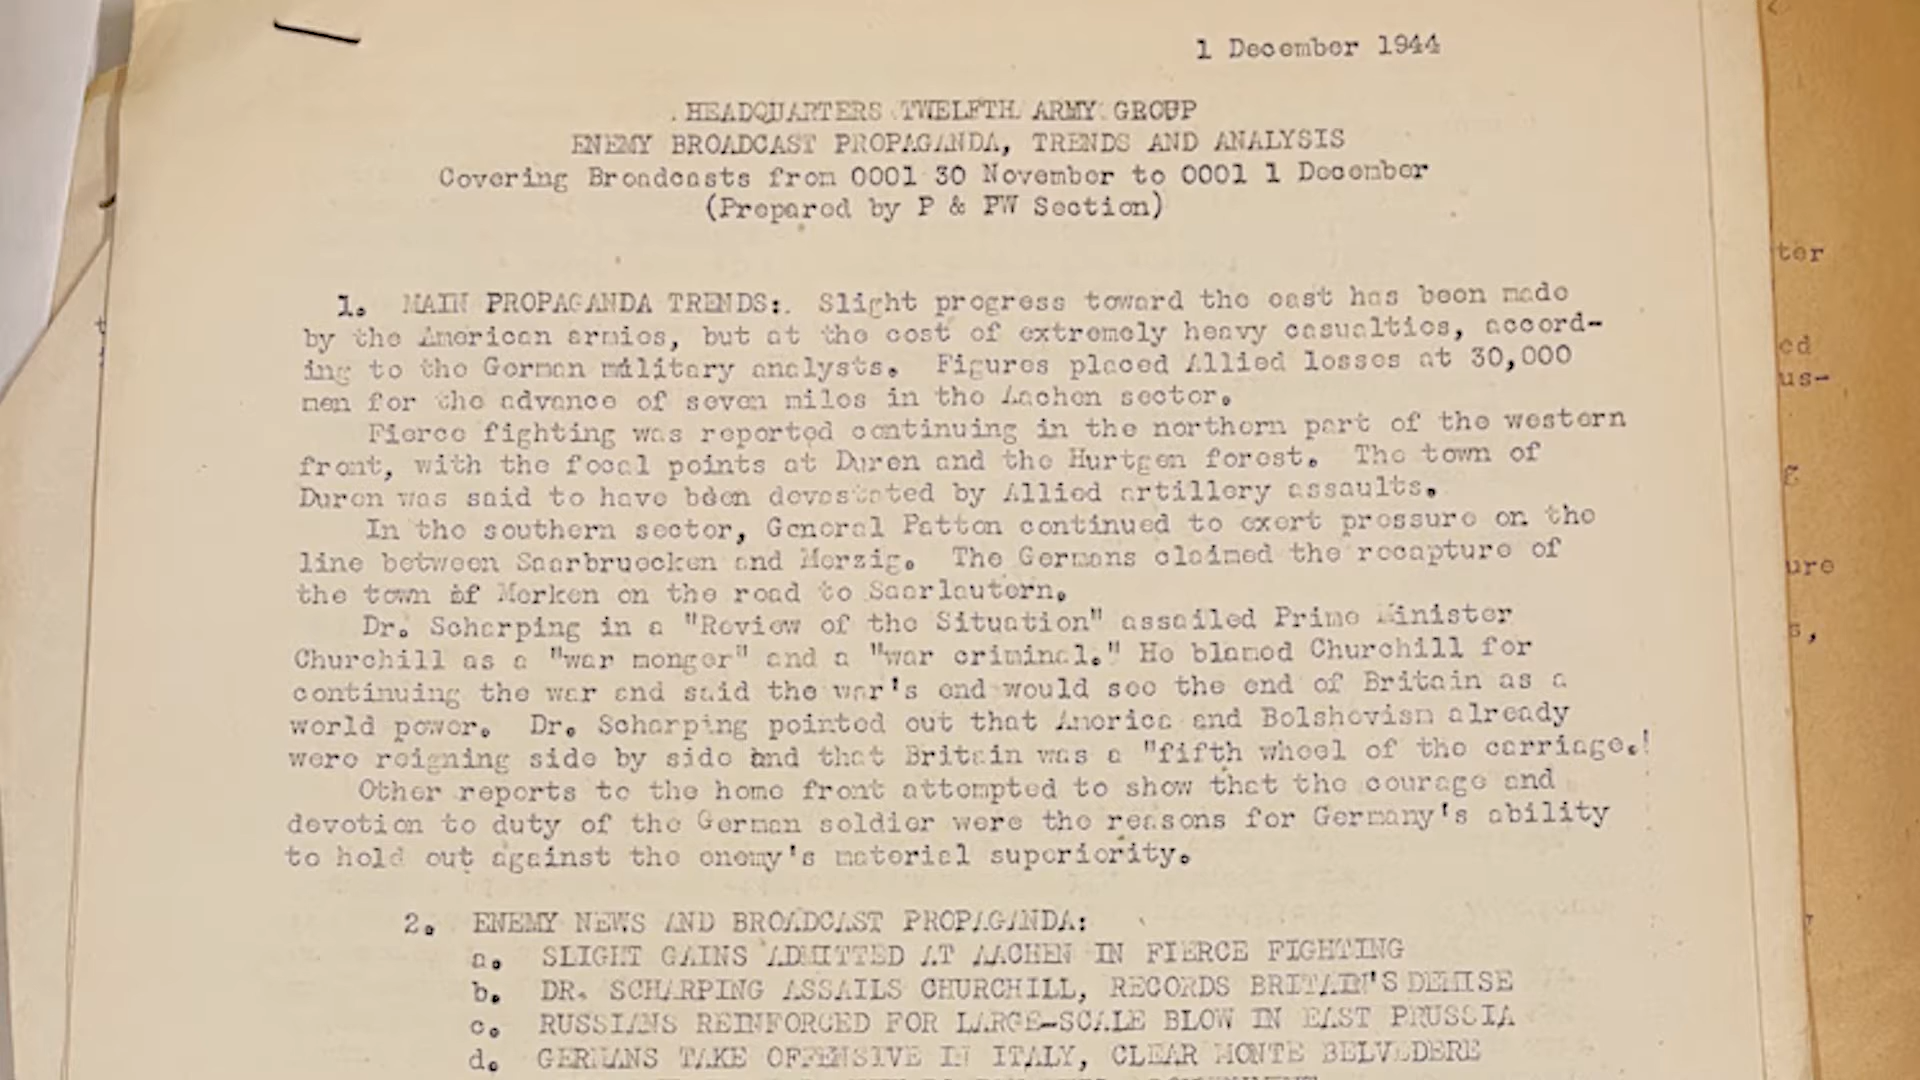 1 December 1944
HEADQUARTERS TWELFTH ARMY GROUP
ENEMY BROADCAST PROPAGANDA, TRENDS AND ANALYSIS
Covering Broadcasts from 0001 30 November to 0001 1 December
(Prepared by P & PW Section)
1. MAIN PROPAGANDA TRENDS: Slight progress toward the east has been made
by the American armies, but at the cost of extremely heavy casualties, accord-
ing to the German military analysts. Figures placed Allied losses at 30,000
men for the advance of seven miles in the Aachen sector.
Fierce fighting was reported continuing in the northern part of the western
front, with the focal points at Duren and the Hurtgen forest. The town of
Duren was said to have been devastated by Allied artillery assaults.
In the southern sector, General Patton continued to exert pressure on the
line between Saarbruecken and Merzig. The Germans claimed the recapture of
the town of Merken on the road to Saarlautern.
Dr. Scharping in a "Review of the Situation" assailed Prime Minister
Churchill as a "war monger" and a "war criminal." He blamed Churchill for
continuing the war and said the war's end would see the end of Britain as a
world power. Dr. Scharping pointed out that America and Bolshevism already
were reigning side by side and that Britain was a "fifth wheel of the carriage.!
Other reports to the home front attempted to show that the courage and
devotion to duty of the German soldier were the reasons for Germany's ability
to hold out against the enemy's material superiority.
2. ENEMY NEWS AND BROADCAST PROPAGANDA:
a. SLIGHT GAINS ADMITTED AT AACHEN IN FIERCE FIGHTING
b. DR. SCHARPING ASSAILS CHURCHILL, RECORDS BRITAIN'S DEMISE
c. RUSSIANS REINFORCED FOR LARGE-SCALE BLOW IN EAST PRUSSIA
d. GERMANS TAKE OFFENSIVE IN ITALY, CLEAR MONTE BELVEDERE
ter
ed
us-
g
ure
s,